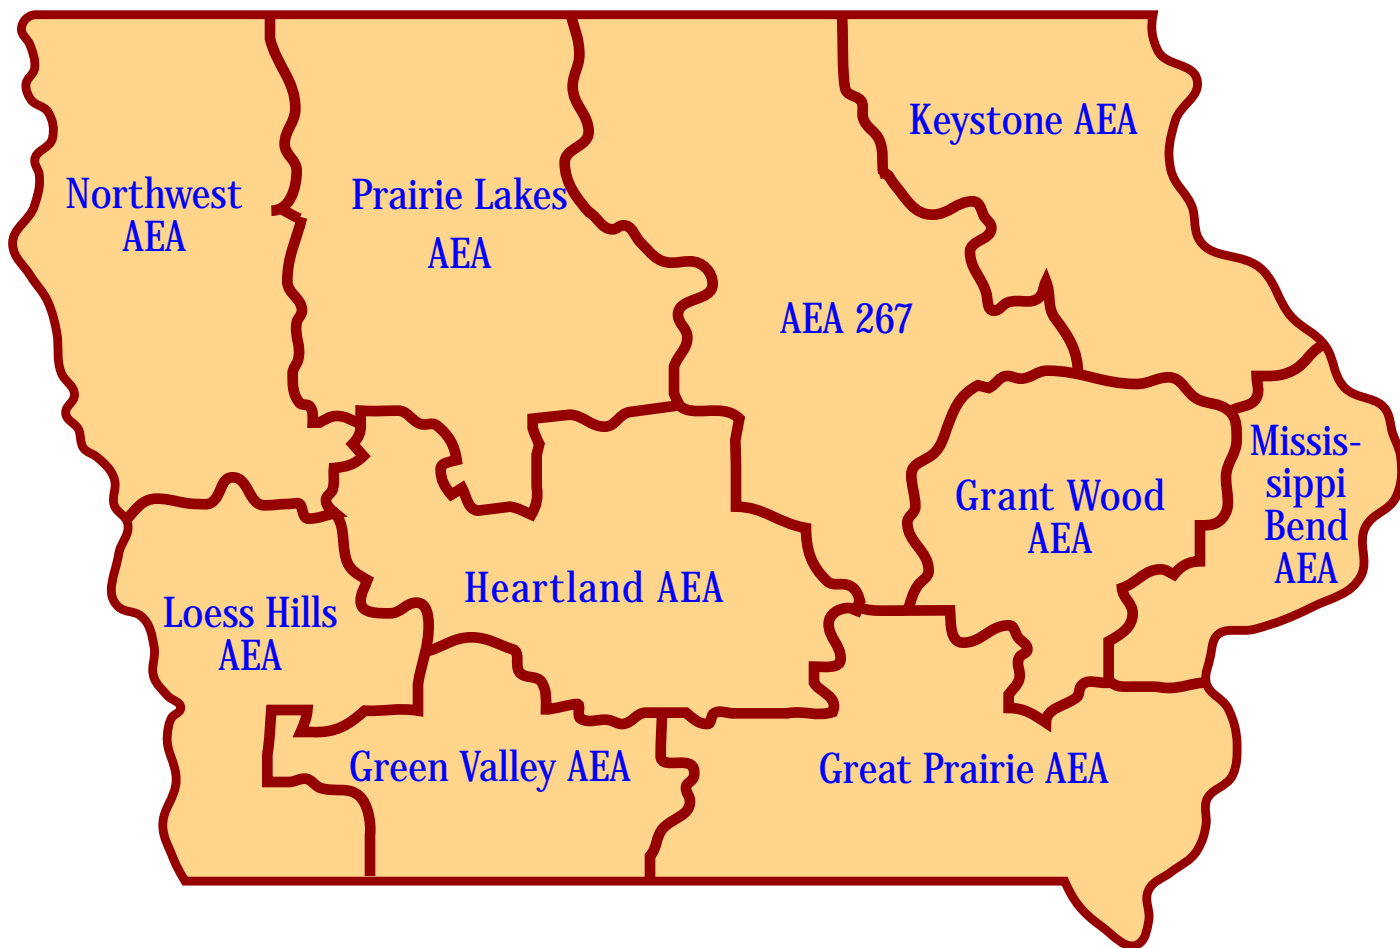 Keystone AEA
Northwest
AEA
Prairie Lakes
AEA
AEA 267
Missis-
sippi
Bend
AEA
Grant Wood
AEA
Heartland AEA
Loess Hills
AEA
Green Valley AEA
Great Prairie AEA